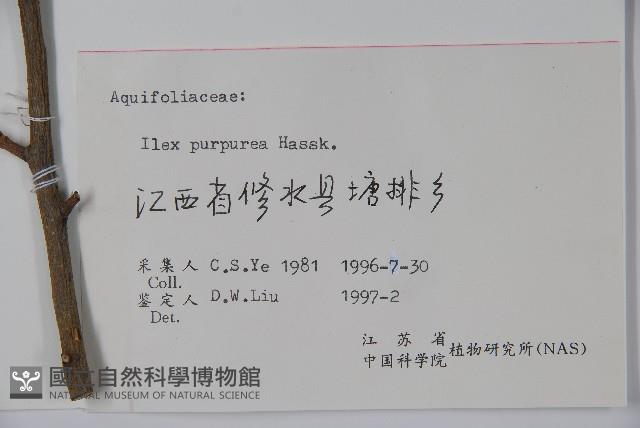 Aquifoliaceae:
Ilex purpurea Hassk.
江西省修水县塘排乡
采集人 C.S.Ye 1981 1996-7-30
Coll.
鉴定人 D.W.Liu 1997-2
Det.
江苏省
中国科学院植物研究所(NAS)
國立自然科學博物館
NATIONAL MUSEUM OF NATURAL SCIENCE